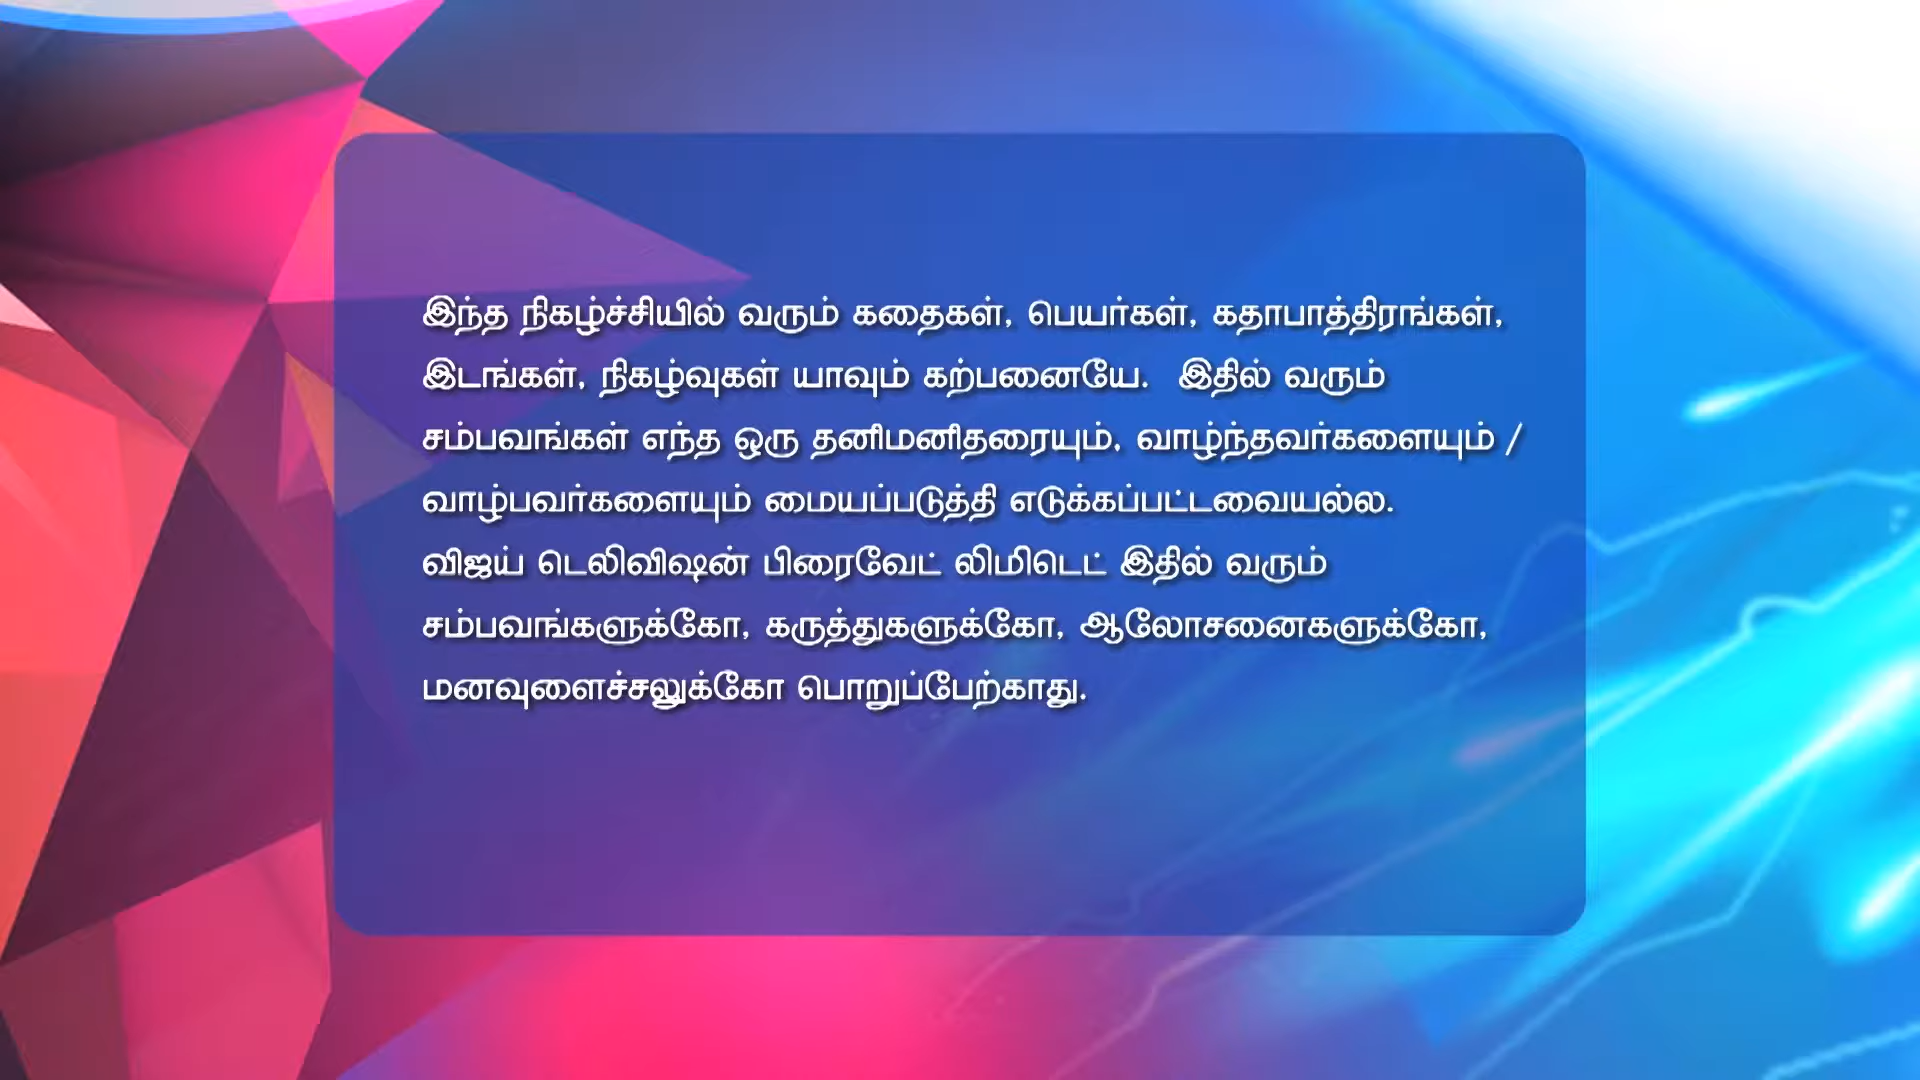 இந்த நிகழ்ச்சியில் வரும் கதைகள், பெயர்கள், கதாபாத்திரங்கள்,
இடங்கள், நிகழ்வுகள் யாவும் கற்பனையே. இதில் வரும்
சம்பவங்கள் எந்த ஒரு தனிமனிதரையும், வாழ்ந்தவர்களையும் /
வாழ்பவர்களையும் மையப்படுத்தி எடுக்கப்பட்டவையல்ல.
விஜய் டெலிவிஷன் பிரைவேட் லிமிடெட் இதில் வரும்
சம்பவங்களுக்கோ, கருத்துகளுக்கோ, ஆலோசனைகளுக்கோ,
மனவுளைச்சலுக்கோ பொறுப்பேற்காது.